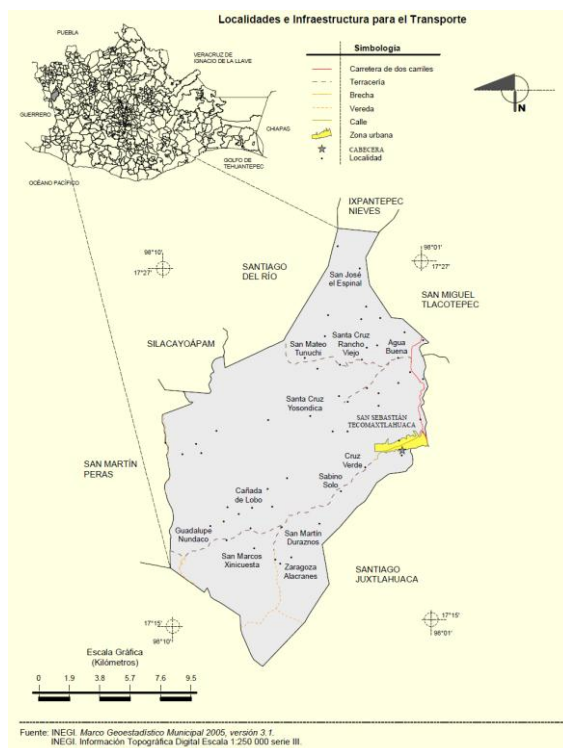 Localidades e Infraestructura para el Transporte
PUEBLA
VERACRUZ DE
IGNACIO DE LA LLAVE
GUERRERO
CHIAPAS
GOLFO DE
TEHUANTEPEC
OCÉANO PACÍFICO
Simbología
Carretera de dos carriles
Terracería
Brecha
Vereda
Calle
Zona urbana
CABECERA
Localidad
N
IXPANTEPEC
NIEVES
98°10'
17°27'
98°01'
17°27'
SANTIAGO
DEL RÍO
San José
el Espinal
SAN MIGUEL
TLACOTEPEC
SILACAYOÁPAM
San Mateo
Tunuchi
Santa Cruz
Rancho
Viejo
Agua
Buena
Santa Cruz
Yosondica
SAN SEBASTIÁN
TECOMAXTLAHUACA
SAN MARTÍN
PERAS
Cruz
Verde
Sabino
Solo
Cañada
de Lobo
Guadalupe
Nundaco
San Martín
Duraznos
San Marcos
Xinicuesta
Zaragoza
Alacranes
SANTIAGO
JUXTLAHUACA
17°15'
98°10'
17°15'
98°01'
Escala Gráfica
(Kilómetros)
0 1.9 3.8 5.7 7.6 9.5
Fuente: INEGI. Marco Geoestadístico Municipal 2005, versión 3.1.
INEGI. Información Topográfica Digital Escala 1:250 000 serie III.